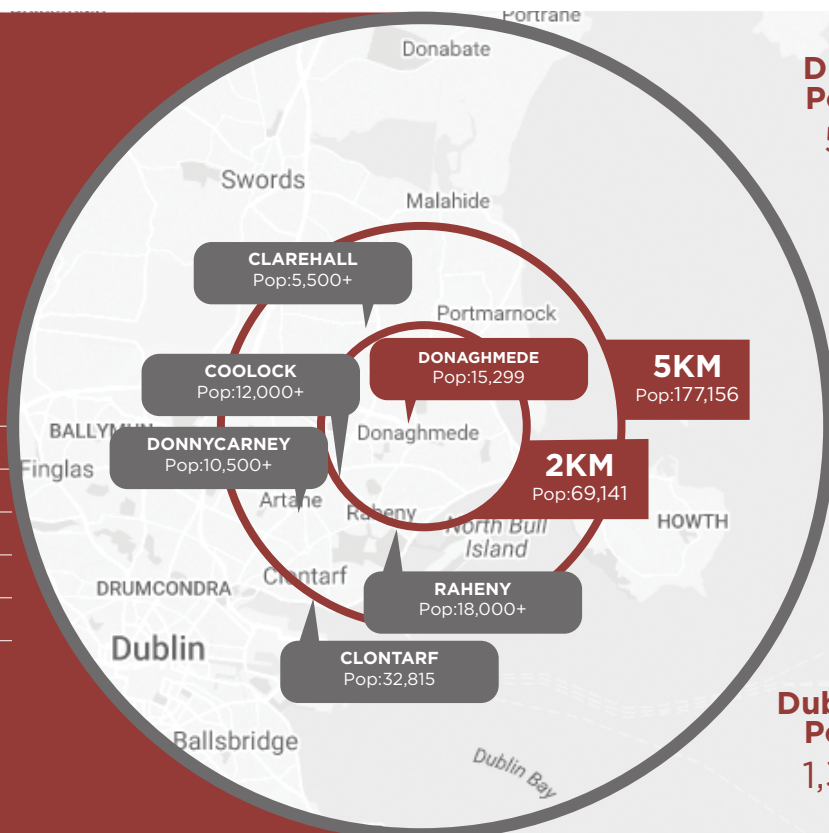 Portrane
Donabate
Swords
Malahide
CLAREHALL
Pop:5,500+
Portmarnock
DONAGHMEDE
Pop:15,299
5KM
Pop:177,156
COOLOCK
Pop:12,000+
Donaghmede
DONNYCARNEY
Pop:10,500+
Finglas
2KM
Pop:69,141
Artane
Raheny
North Bull
Island
HOWTH
Clontarf
DRUMCONDRA
RAHENY
Pop:18,000+
Dublin
CLONTARF
Pop:32,815
Ballsbridge
Dublin Bay